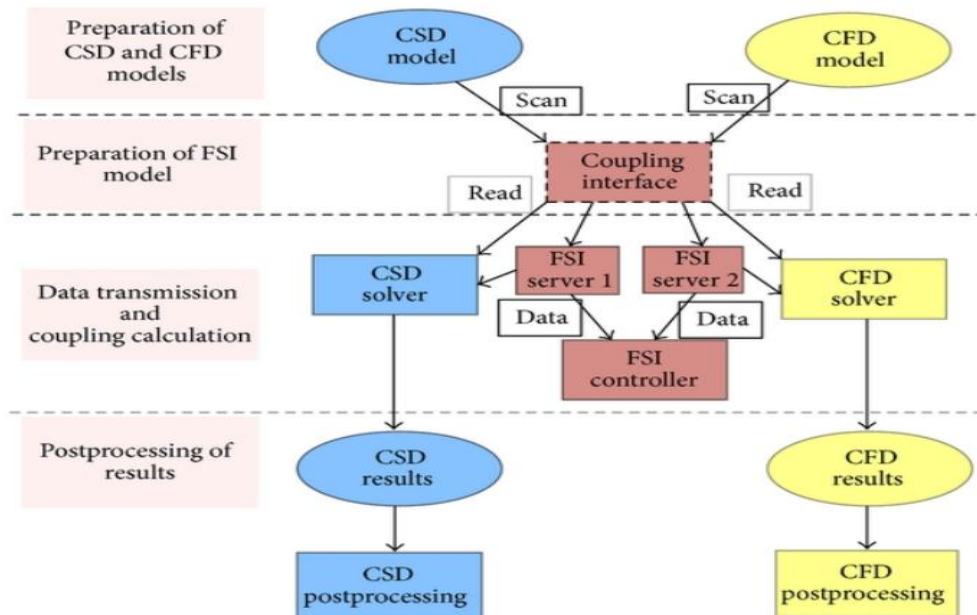 Preparation of
CSD and CFD
models
CSD
model
CFD
model
Scan
Scan
Preparation of FSI
model
Coupling
interface
Read
Read
Data transmission
and
coupling calculation
CSD
solver
FSI
server 1
FSI
server 2
CFD
solver
Data
Data
FSI
controller
Postprocessing of
results
CSD
results
CFD
results
CSD
postprocessing
CFD
postprocessing